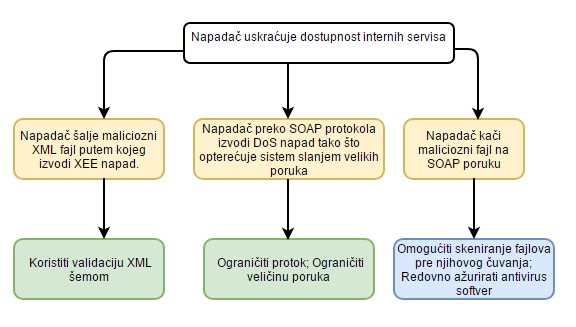 Napadač uskraćuje dostupnost internih servisa
Napadač šalje maliciozni
XML fajl putem kojeg
izvodi XEE napad.
Napadač preko SOAP protokola
izvodi DoS napad tako što
opterećuje sistem slanjem velikih
poruka
Napadač kači
maliciozni fajl na
SOAP poruku
Koristiti validaciju XML
šemom
Ograničiti protok; Ograničiti
veličinu poruka
Omogućiti skeniranje fajlova
pre njihovog čuvanja;
Redovno ažurirati antivirus
softver